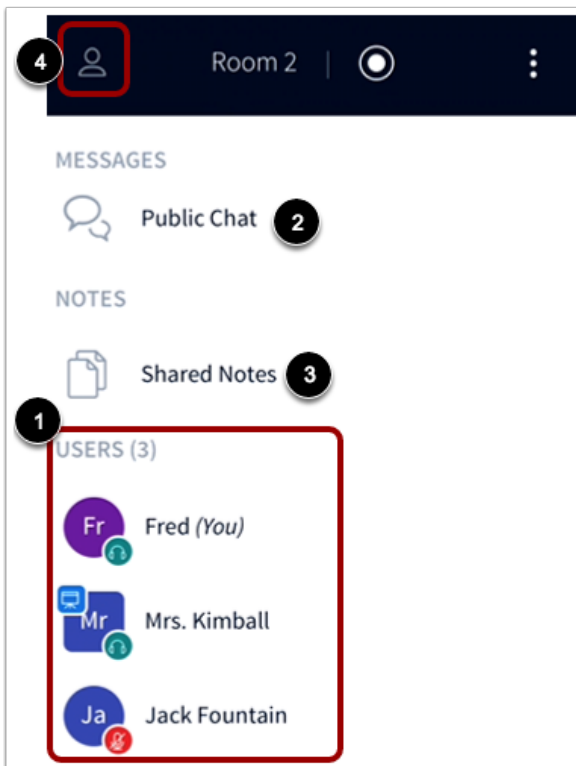 4
Room 2
MESSAGES
Public Chat 2
NOTES
Shared Notes 3
1
USERS (3)
Fr Fred (You)
Mr Mrs. Kimball
Ja Jack Fountain